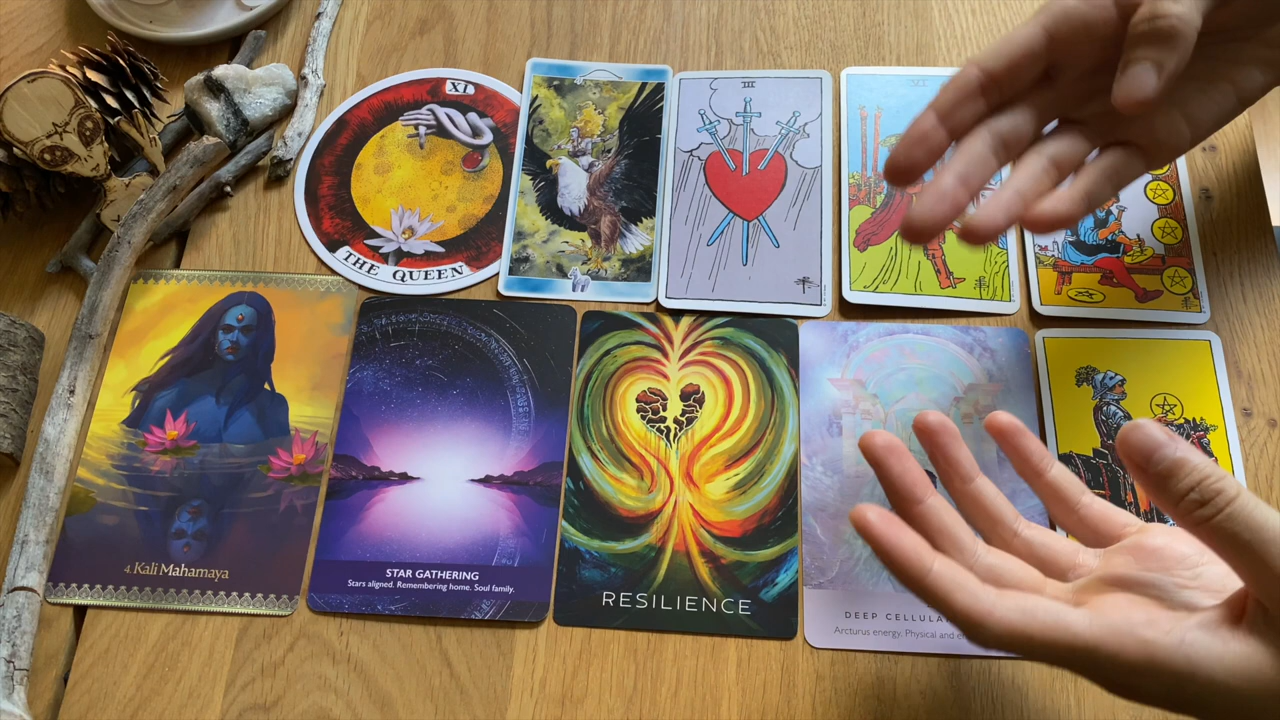 XI
THE QUEEN
III
VI
4. Kali Mahamaya
STAR GATHERING
Stars aligned. Remembering home. Soul family.
RESILIENCE
DEEP
Arcturus energy. Physical and